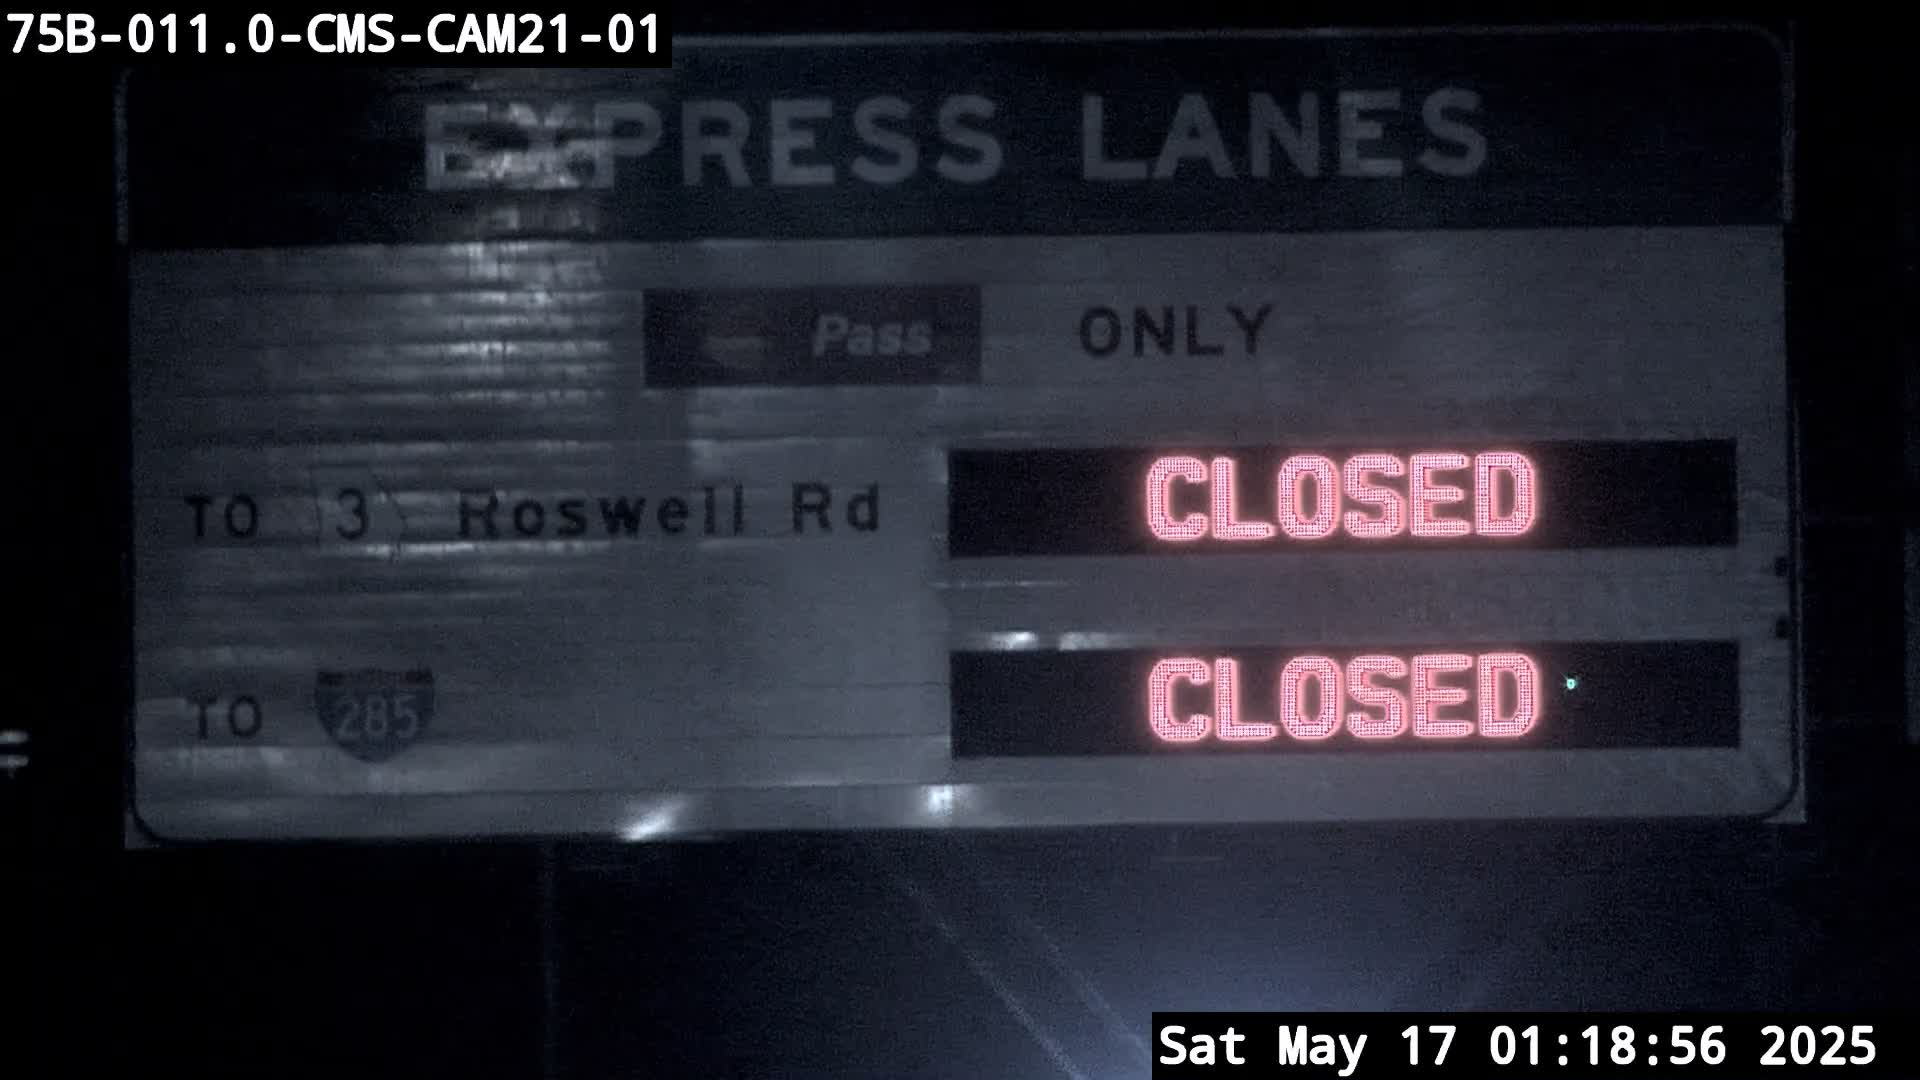 75B-011.0-CMS-CAM21-01
EXPRESS LANES
Pass ONLY
TO 3 Roswell Rd CLOSED
TO 285 CLOSED
Sat May 17 01:18:56 2025